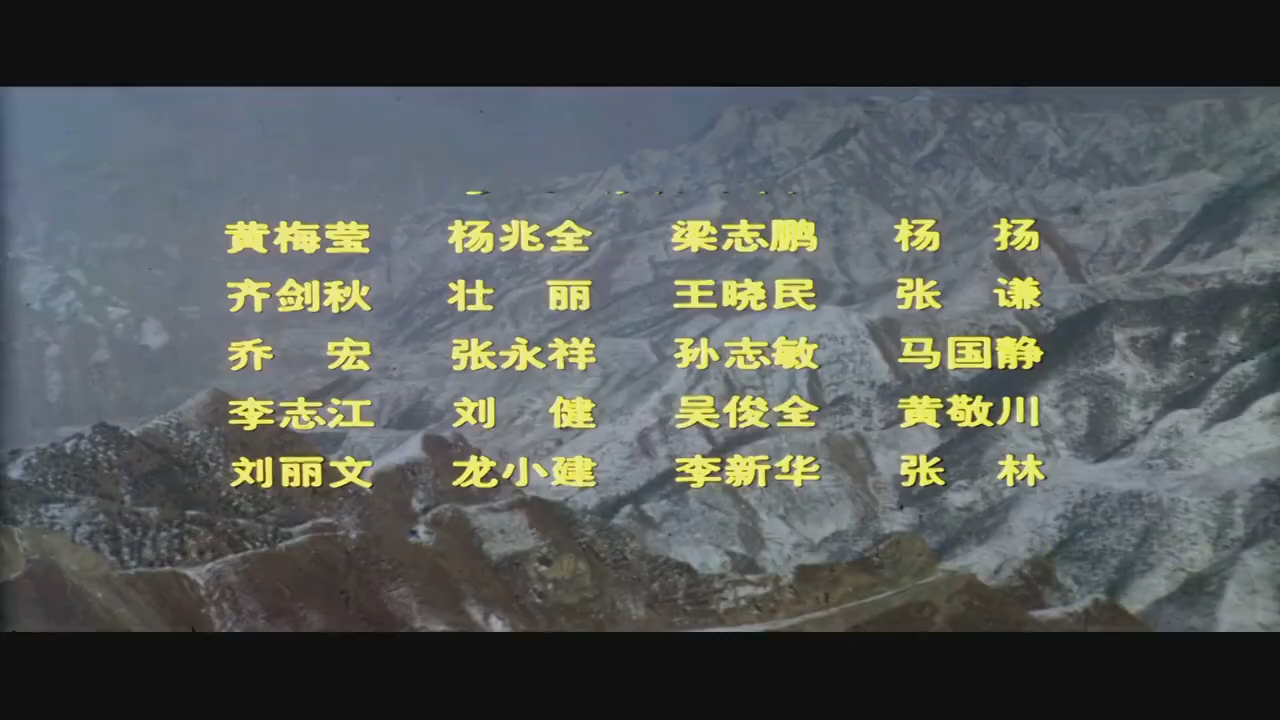 黄梅莹 杨兆全 梁志鹏 杨 扬
齐剑秋 壮 丽 王晓民 张 谦
乔 宏 张永祥 孙志敏 马国静
李志江 刘 健 吴俊全 黄敬川
刘丽文 龙小建 李新华 张 林